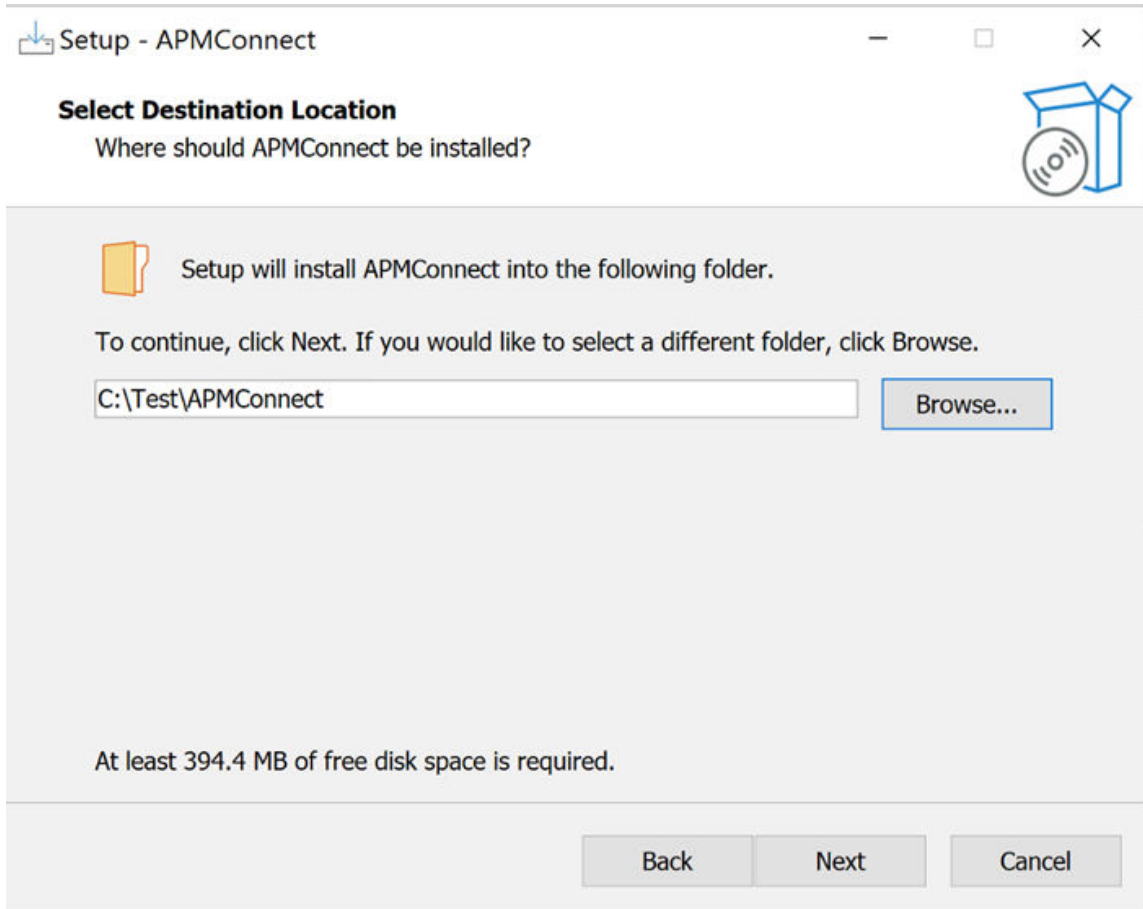 Setup - APMConnect
Select Destination Location
Where should APMConnect be installed?
Setup will install APMConnect into the following folder.
To continue, click Next. If you would like to select a different folder, click Browse.
C:\Test\APMConnect
Browse...
At least 394.4 MB of free disk space is required.
Back Next Cancel